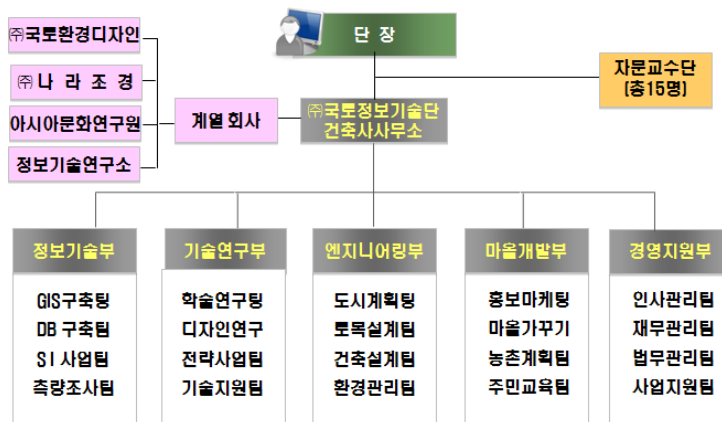 ㈜국토환경디자인
㈜나 라 조 경
아시아문화연구원
정보기술연구소
계열 회사
단 장
㈜국토정보기술단
건축사사무소
자문교수단
(총15명)
정보기술부
GIS구축팅
DB 구축팀
SI 사업팀
측량조사팀
기술연구부
학술연구팅
디자인연구
전략사업팀
기술지원팀
엔지니어링부
도시계획팅
토목설계팀
건축설계팀
환경관리팀
마을개발부
홍보마케팅
마을가꾸기
농촌계획팀
주민교육팀
경영지원부
인사관리팀
재무관리팀
법무관리팀
사업지원팀